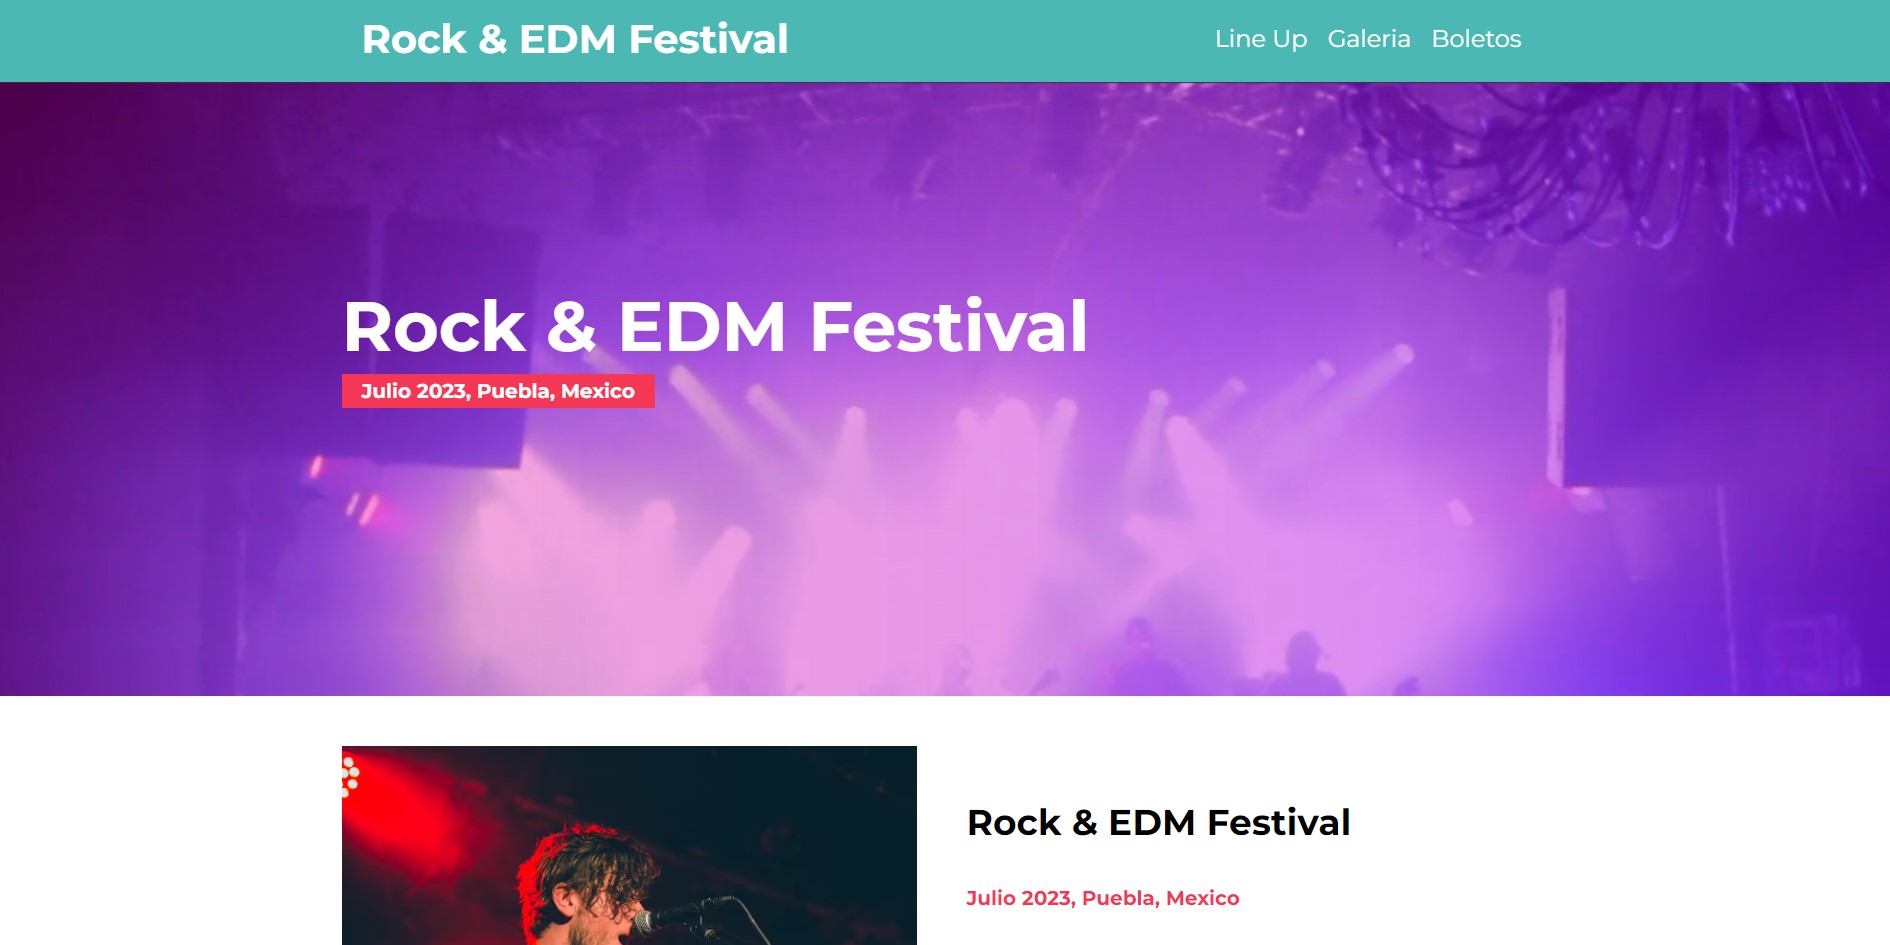 Rock & EDM Festival
Line Up Galeria Boletos
Rock & EDM Festival
Julio 2023, Puebla, Mexico
Rock & EDM Festival
Julio 2023, Puebla, Mexico